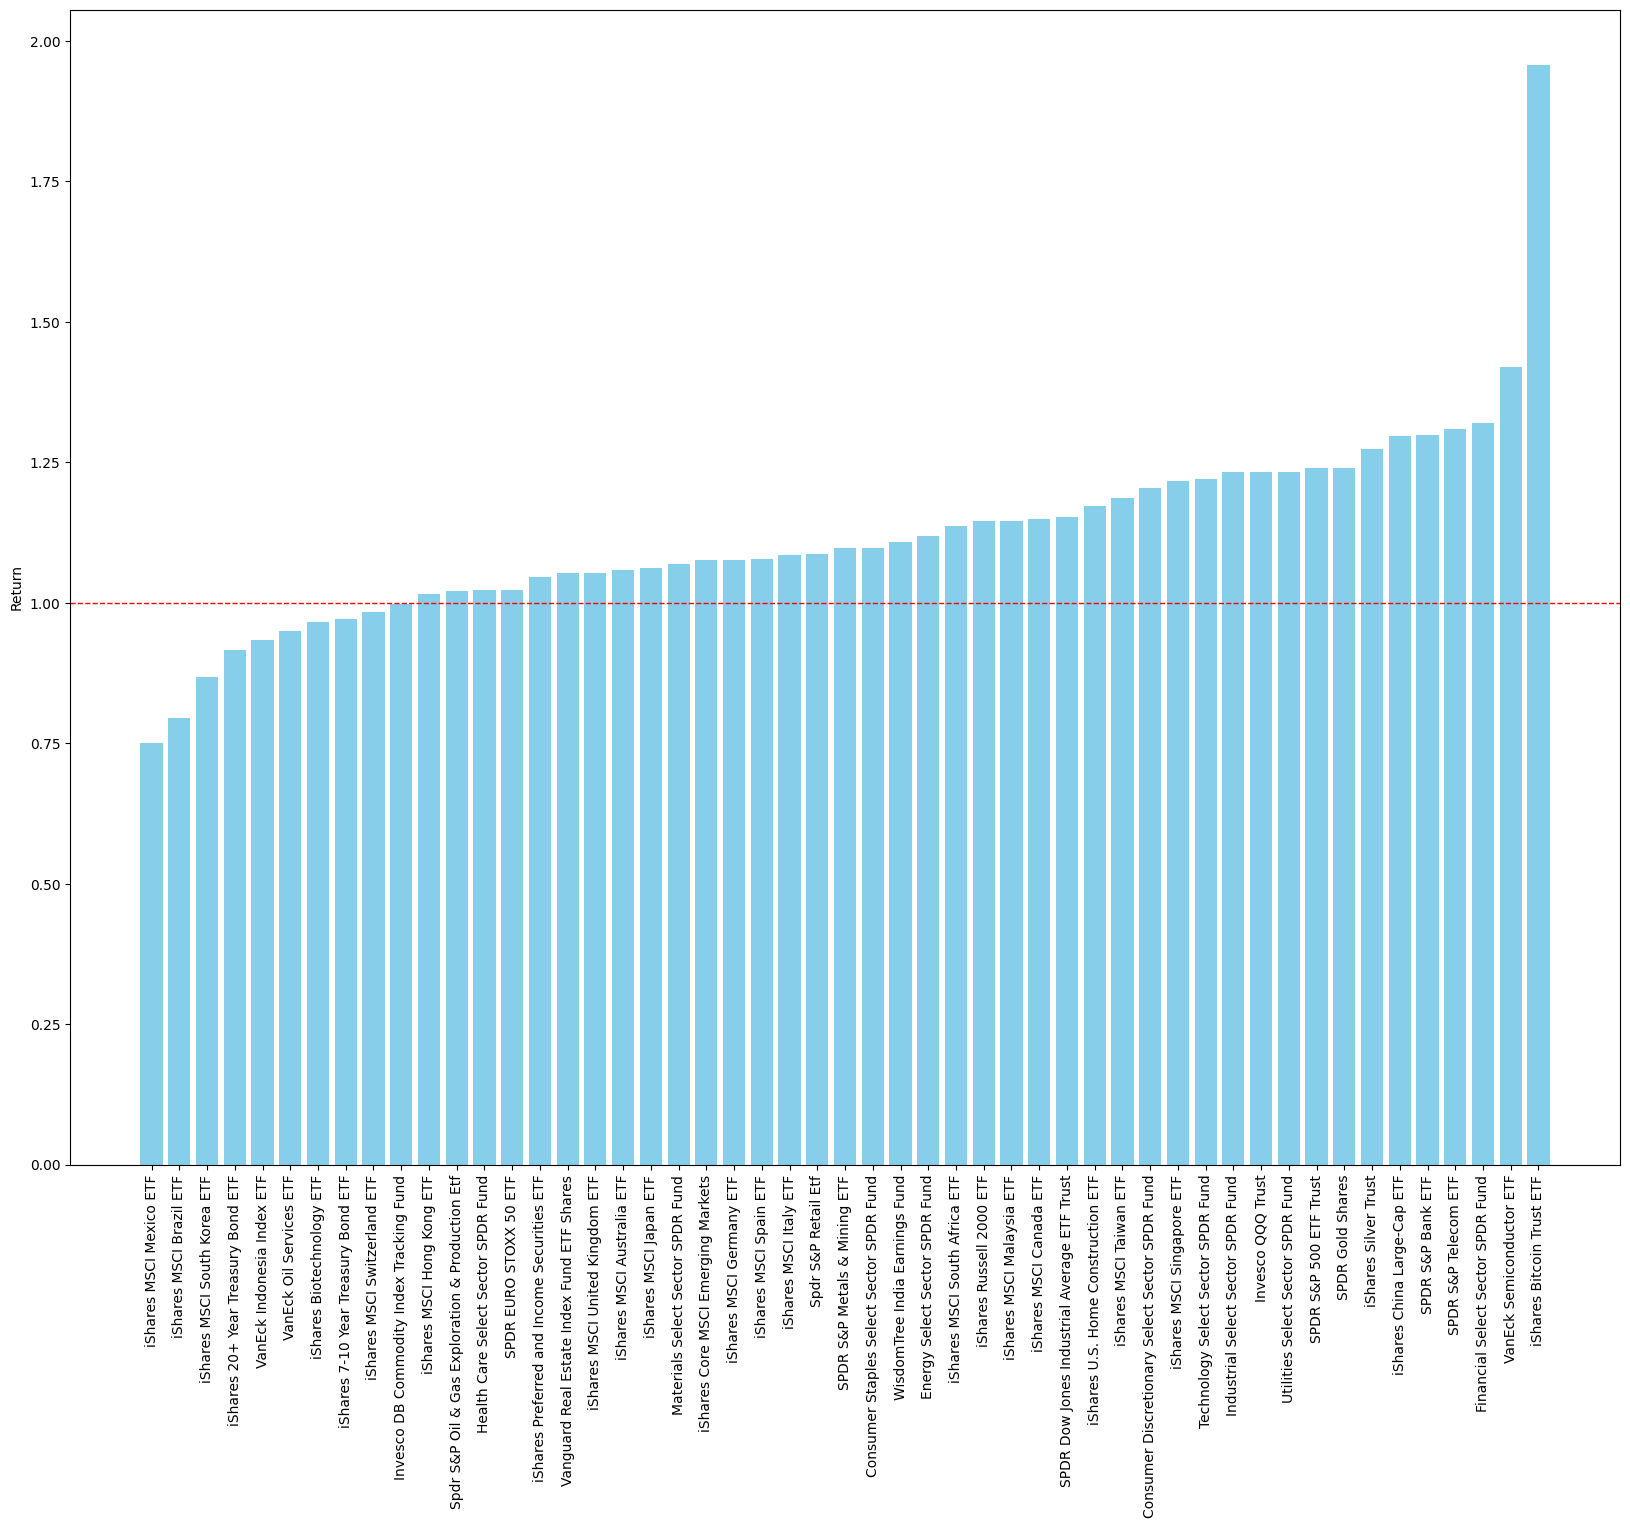 2.00
1.75
1.50
1.25
1.00
0.75
0.50
0.25
0.00
Return
iShares MSCI Mexico ETF
iShares MSCI Brazil ETF
iShares MSCI South Korea ETF
iShares 20+ Year Treasury Bond ETF
VanEck Indonesia Index ETF
VanEck Oil Services ETF
iShares Biotechnology ETF
iShares 7-10 Year Treasury Bond ETF
iShares MSCI Switzerland ETF
Invesco DB Commodity Index Tracking Fund
iShares MSCI Hong Kong ETF
Spdr S&P Oil & Gas Exploration & Production Etf
Health Care Select Sector SPDR Fund
SPDR EURO STOXX 50 ETF
iShares Preferred and Income Securities ETF
Vanguard Real Estate Index Fund ETF Shares
iShares MSCI United Kingdom ETF
iShares MSCI Australia ETF
iShares MSCI Japan ETF
Materials Select Sector SPDR Fund
iShares Core MSCI Emerging Markets
iShares MSCI Germany ETF
iShares MSCI Spain ETF
iShares MSCI Italy ETF
Spdr S&P Retail Etf
SPDR S&P Metals & Mining ETF
Consumer Staples Select Sector SPDR Fund
WisdomTree India Earnings Fund
Energy Select Sector SPDR Fund
iShares MSCI South Africa ETF
iShares Russell 2000 ETF
iShares MSCI Malaysia ETF
iShares MSCI Canada ETF
SPDR Dow Jones Industrial Average ETF Trust
iShares U.S. Home Construction ETF
iShares MSCI Taiwan ETF
Consumer Discretionary Select Sector SPDR Fund
iShares MSCI Singapore ETF
Technology Select Sector SPDR Fund
Industrial Select Sector SPDR Fund
Invesco QQQ Trust
Utilities Select Sector SPDR Fund
SPDR S&P 500 ETF Trust
SPDR Gold Shares
iShares Silver Trust
iShares China Large-Cap ETF
SPDR S&P Bank ETF
SPDR S&P Telecom ETF
Financial Select Sector SPDR Fund
VanEck Semiconductor ETF
iShares Bitcoin Trust ETF